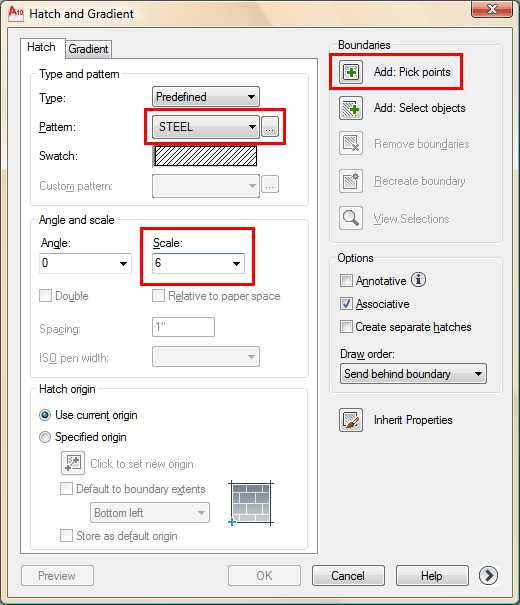 A10 Hatch and Gradient
Hatch Gradient
Type and pattern
Type: Predefined
Pattern: STEEL ...
Swatch:
Custom pattern: ...
Angle and scale
Angle: Scale:
0 6
Double Relative to paper space
Spacing: 1"
ISO pen width:
Hatch origin
Use current origin
Specified origin
Click to set new origin
Default to boundary extents
Bottom left
Store as default origin
Boundaries
Add: Pick points
Add: Select objects
Remove boundaries
Recreate boundary
View Selections
Options
Annotative
Associative
Create separate hatches
Draw order:
Send behind boundary
Inherit Properties
Preview OK Cancel Help